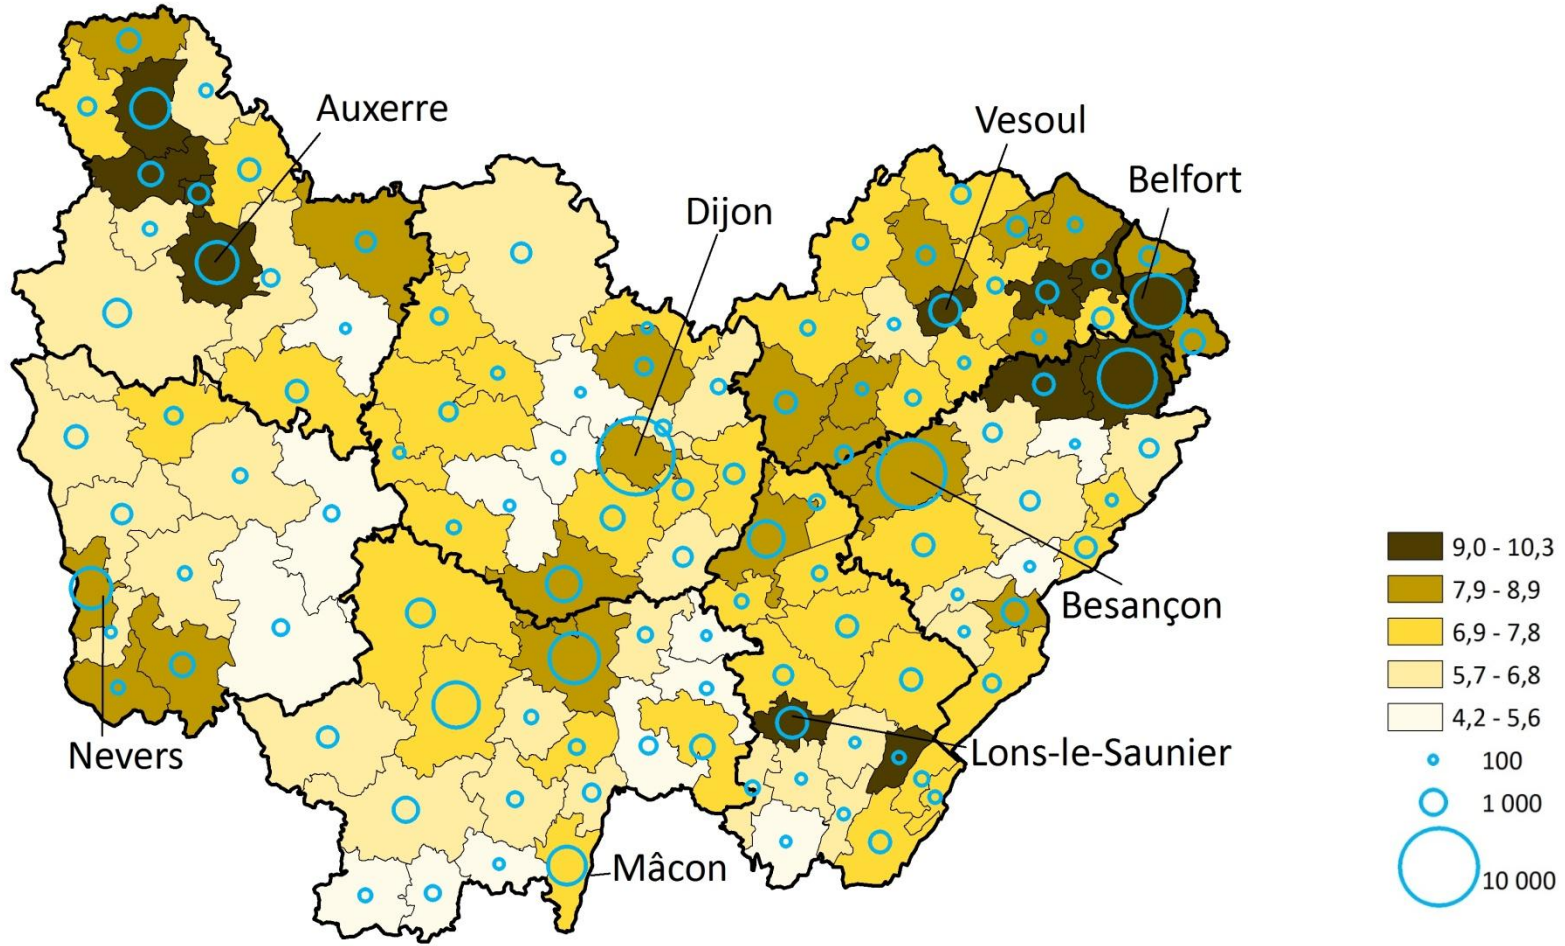 Auxerre
Vesoul
Belfort
Dijon
Besançon
Nevers
Lons-le-Saunier
Mâcon
9,0 - 10,3
7,9 - 8,9
6,9 - 7,8
5,7 - 6,8
4,2 - 5,6
100
1 000
10 000